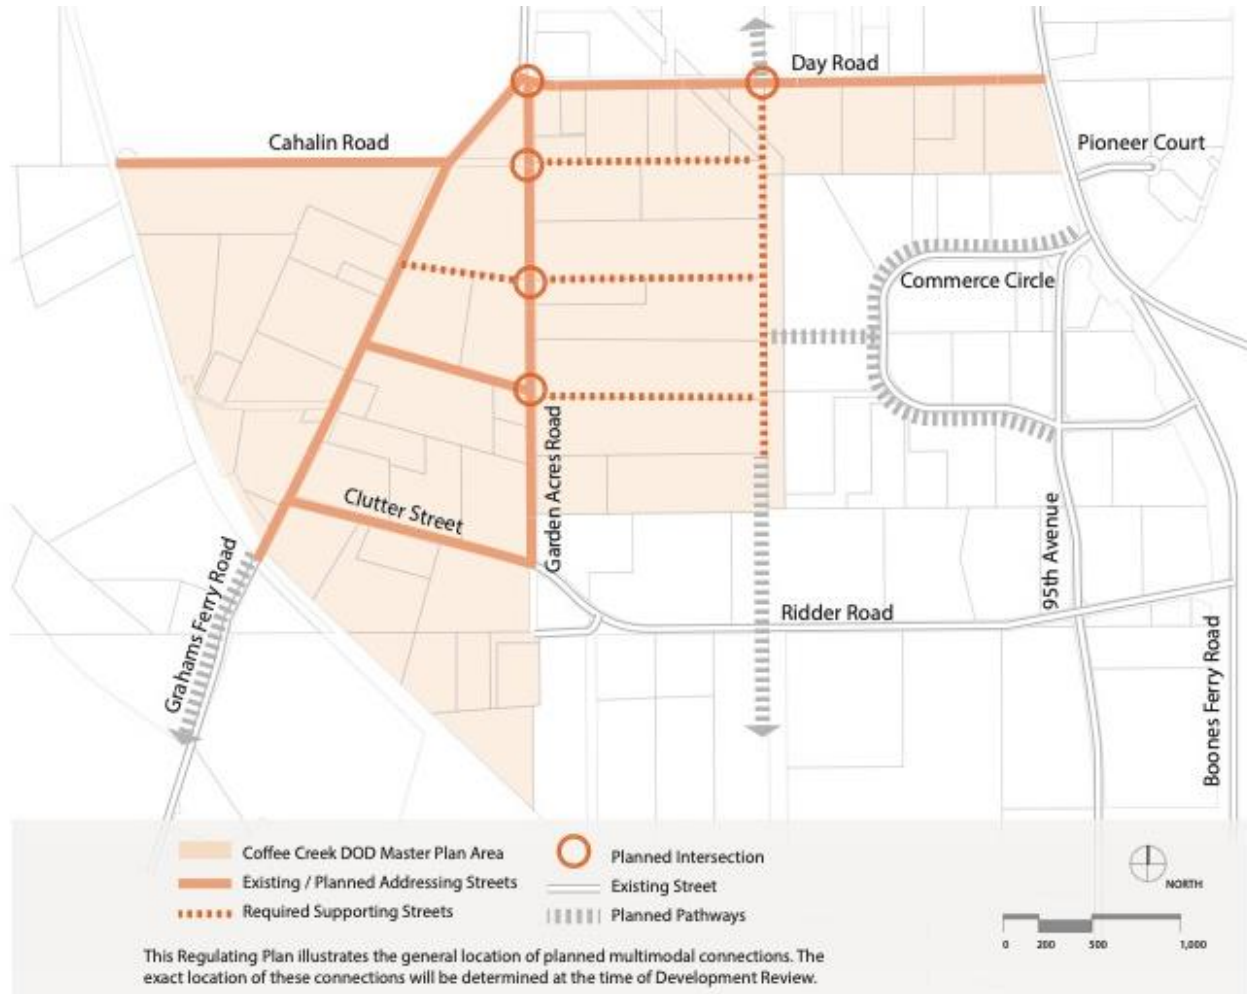 Day Road
Cahalin Road
Pioneer Court
Commerce Circle
Garden Acres Road
Clutter Street
95th Avenue
Grahams Ferry Road
Ridder Road
Boones Ferry Road
Coffee Creek DOD Master Plan Area
Existing / Planned Addressing Streets
Required Supporting Streets
Planned Intersection
Existing Street
Planned Pathways
NORTH
0 200 500 1,000
This Regulating Plan illustrates the general location of planned multimodal connections. The
exact location of these connections will be determined at the time of Development Review.